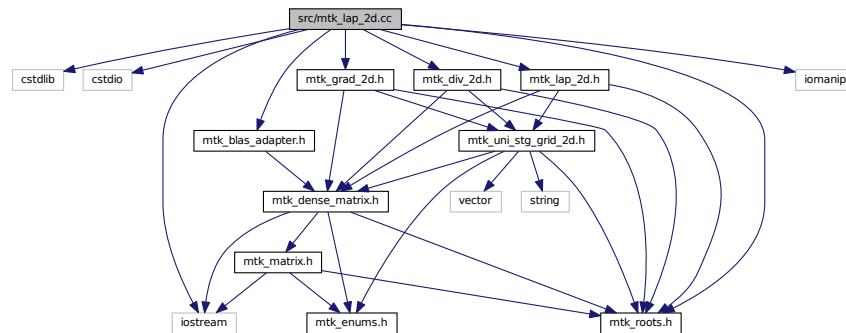 src/mtk_lap_2d.cc
cstdlib
cstdio
mtk_grad_2d.h
mtk_div_2d.h
mtk_lap_2d.h
iomanip
mtk_blas_adapter.h
mtk_uni_stg_grid_2d.h
mtk_dense_matrix.h
vector
string
mtk_matrix.h
iostream
mtk_enums.h
mtk_roots.h